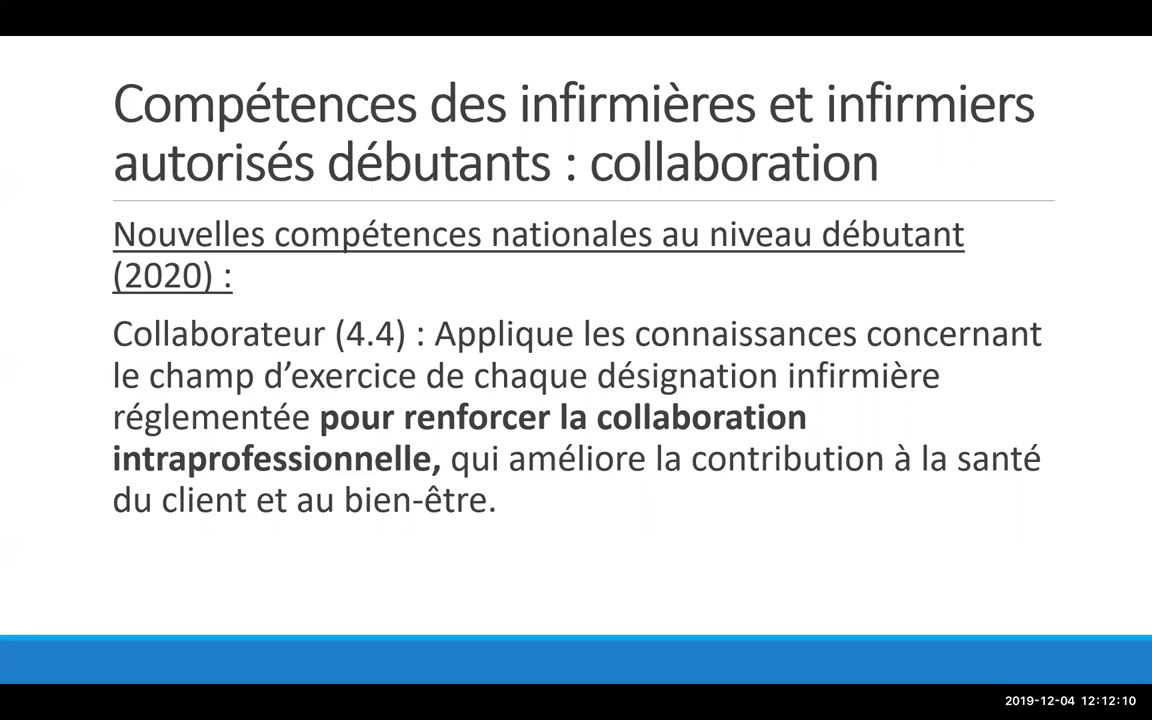 Compétences des infirmières et infirmiers
autorisés débutants : collaboration
Nouvelles compétences nationales au niveau débutant
(2020) :
Collaborateur (4.4) : Applique les connaissances concernant
le champ d’exercice de chaque désignation infirmière
réglementée pour renforcer la collaboration
intraprofessionnelle, qui améliore la contribution à la santé
du client et au bien-être.
2019-12-04 12:12:10